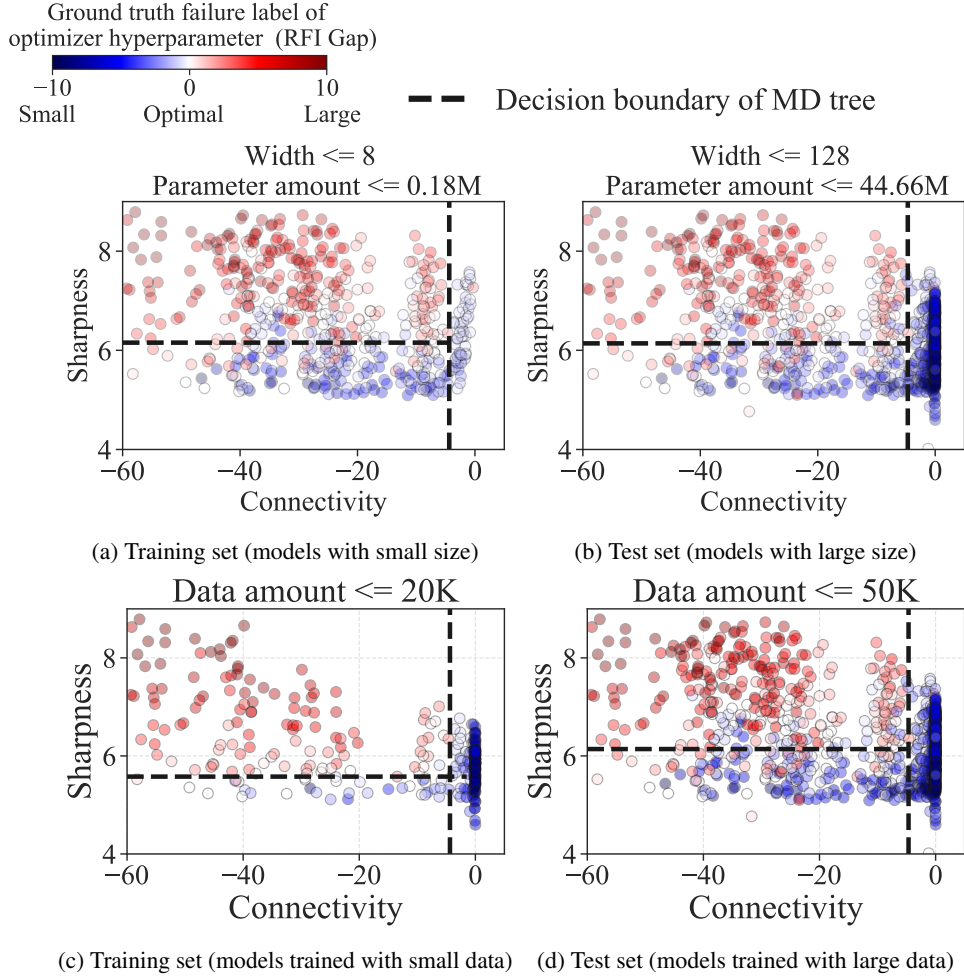 Ground truth failure label of
optimizer hyperparameter (RFI Gap)
−10 0 10
Small Optimal Large
Decision boundary of MD tree
Width <= 8
Parameter amount <= 0.18M
Sharpness
8
6
4
−60 −40 −20 0
Connectivity
(a) Training set (models with small size)
Width <= 128
Parameter amount <= 44.66M
Sharpness
8
6
4
−60 −40 −20 0
Connectivity
(b) Test set (models with large size)
Data amount <= 20K
Sharpness
8
6
4
−60 −40 −20 0
Connectivity
(c) Training set (models trained with small data)
Data amount <= 50K
Sharpness
8
6
4
−60 −40 −20 0
Connectivity
(d) Test set (models trained with large data)